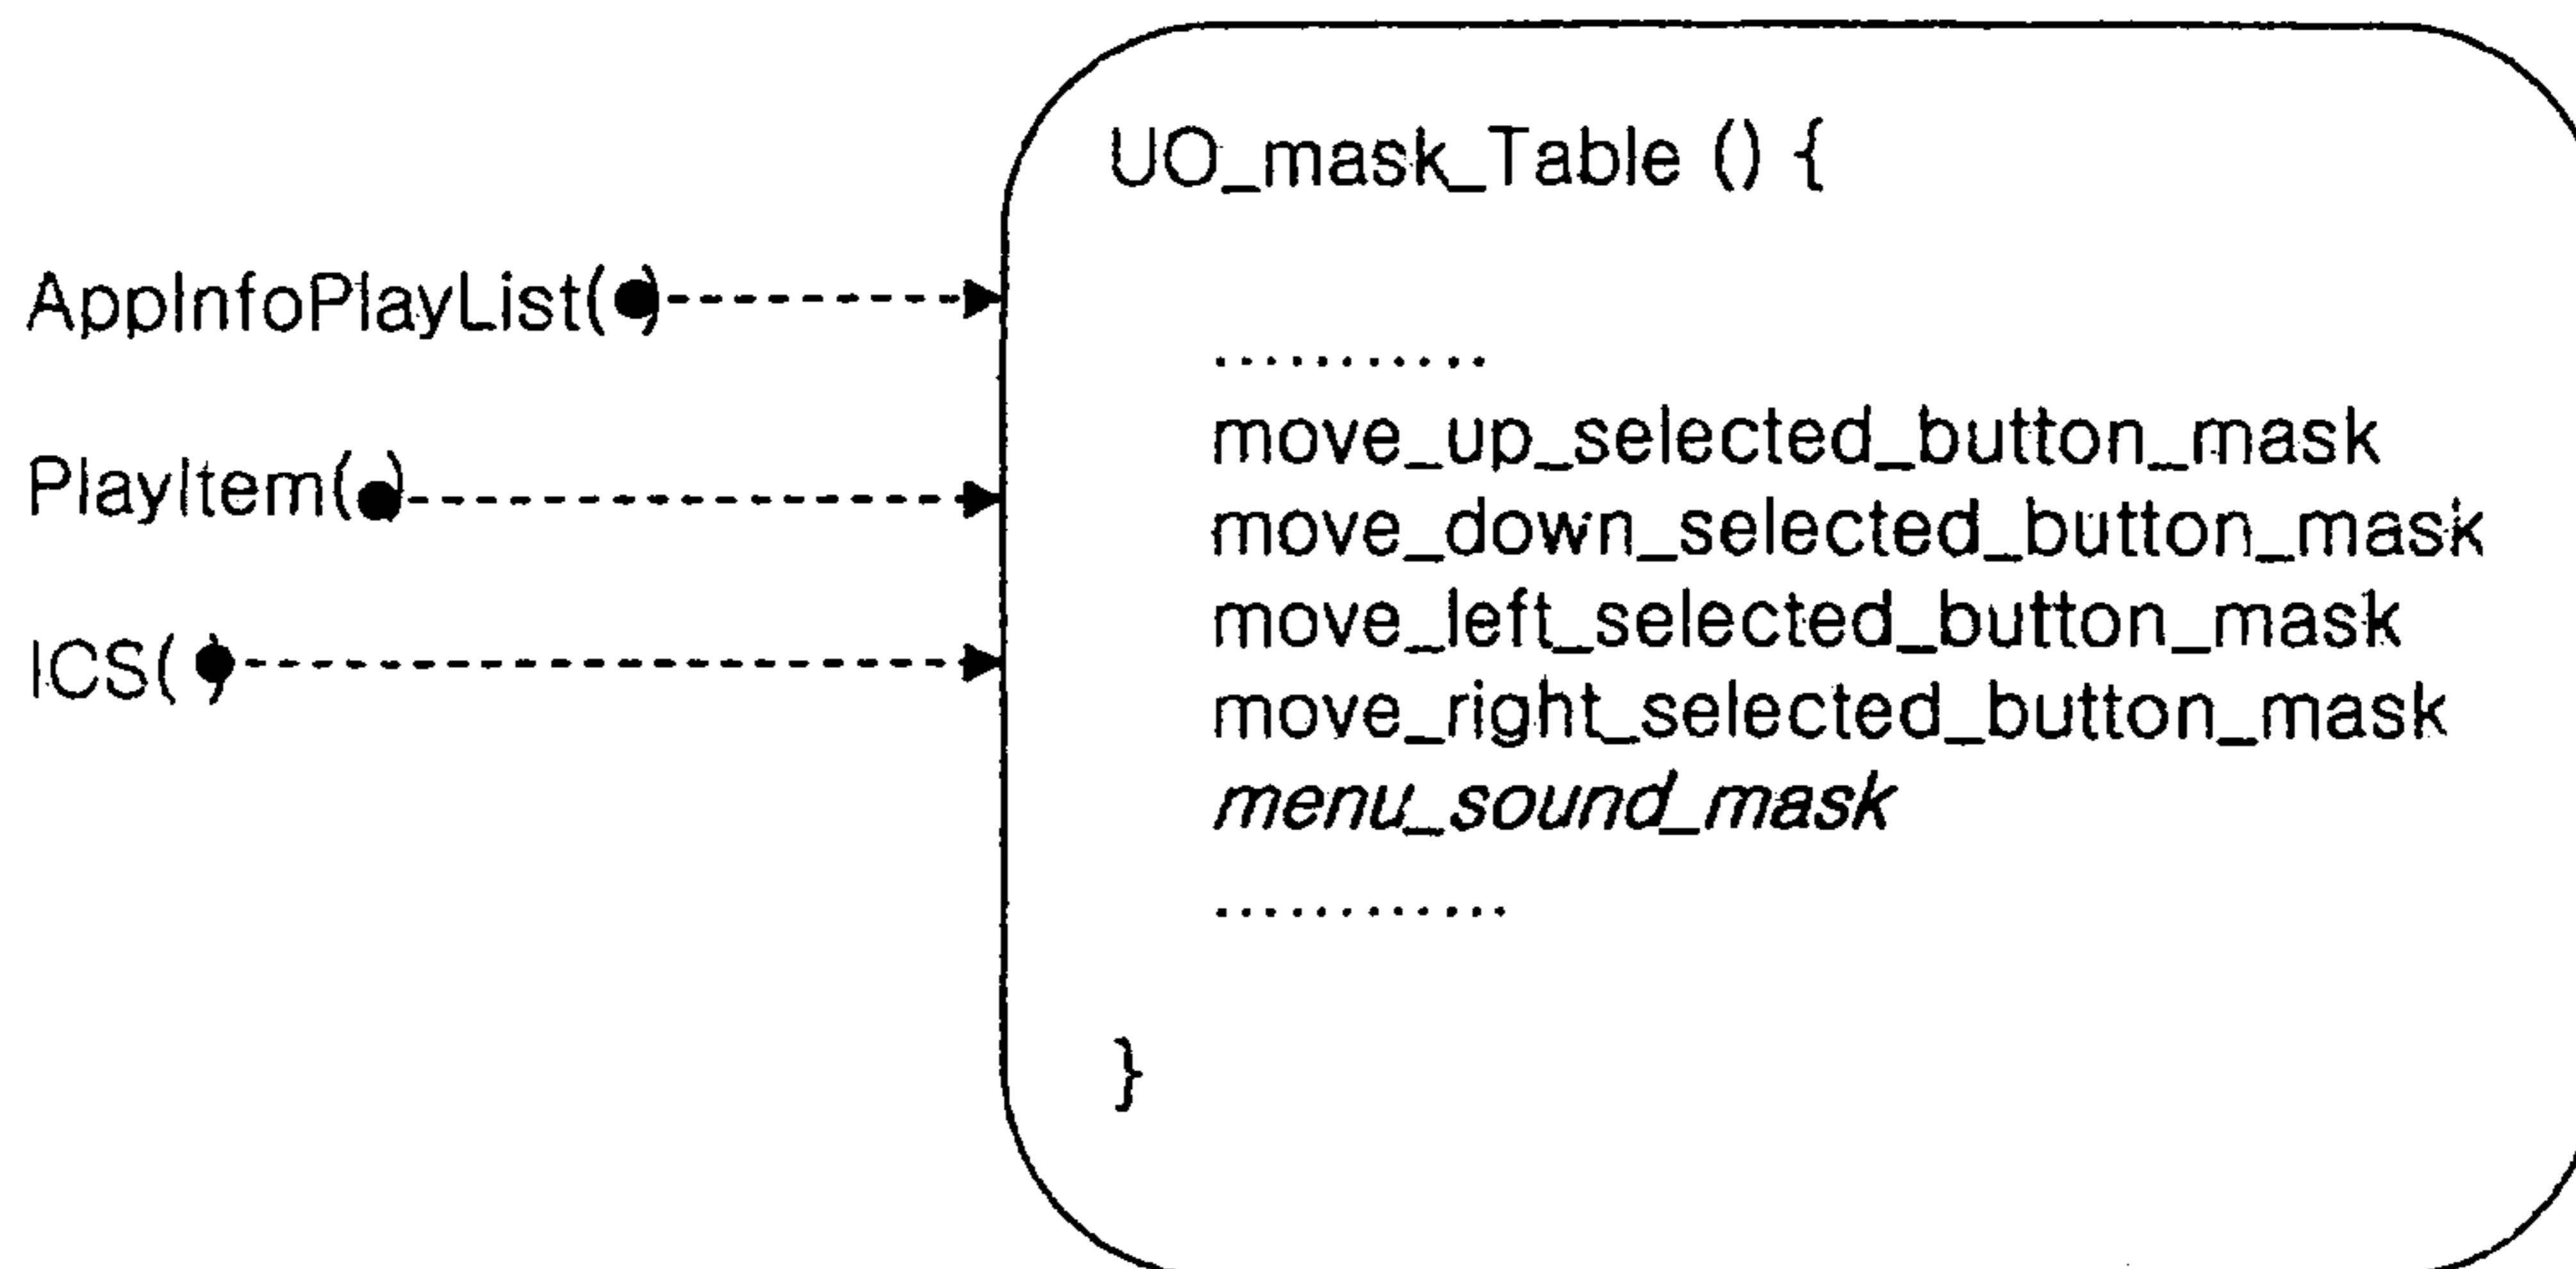 UO_mask_Table () {
AppInfoPlayList( )
...........
move_up_selected_button_mask
PlayItem( )
move_down_selected_button_mask
move_left_selected_button_mask
ICS( )
move_right_selected_button_mask
menu_sound_mask
............
}